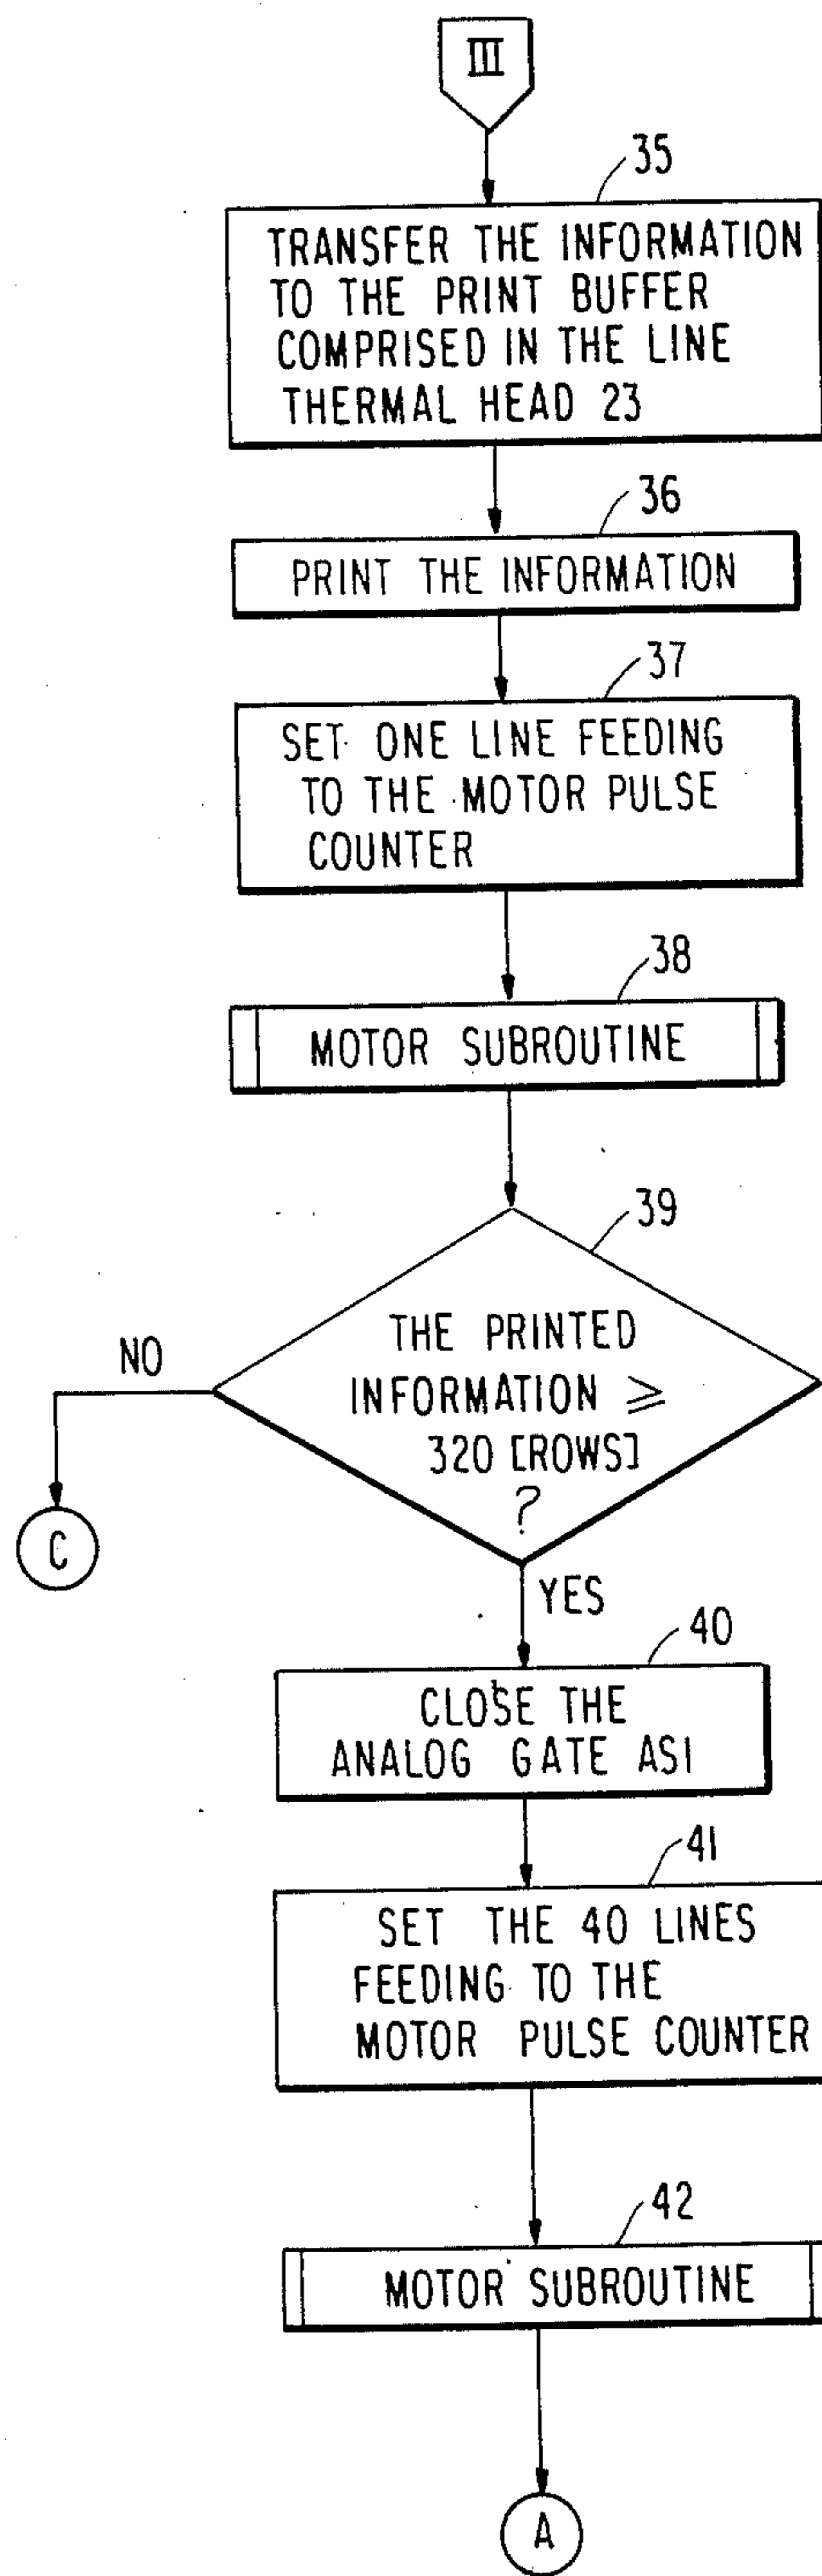 III
35
TRANSFER THE INFORMATION
TO THE PRINT BUFFER
COMPRISED IN THE LINE
THERMAL HEAD 23
36
PRINT THE INFORMATION
37
SET ONE LINE FEEDING
TO THE MOTOR PULSE
COUNTER
38
MOTOR SUBROUTINE
39
THE PRINTED
INFORMATION ≥
320 [ROWS]
?
NO
C
YES
40
CLOSE THE
ANALOG GATE AS1
41
SET THE 40 LINES
FEEDING TO THE
MOTOR PULSE COUNTER
42
MOTOR SUBROUTINE
A